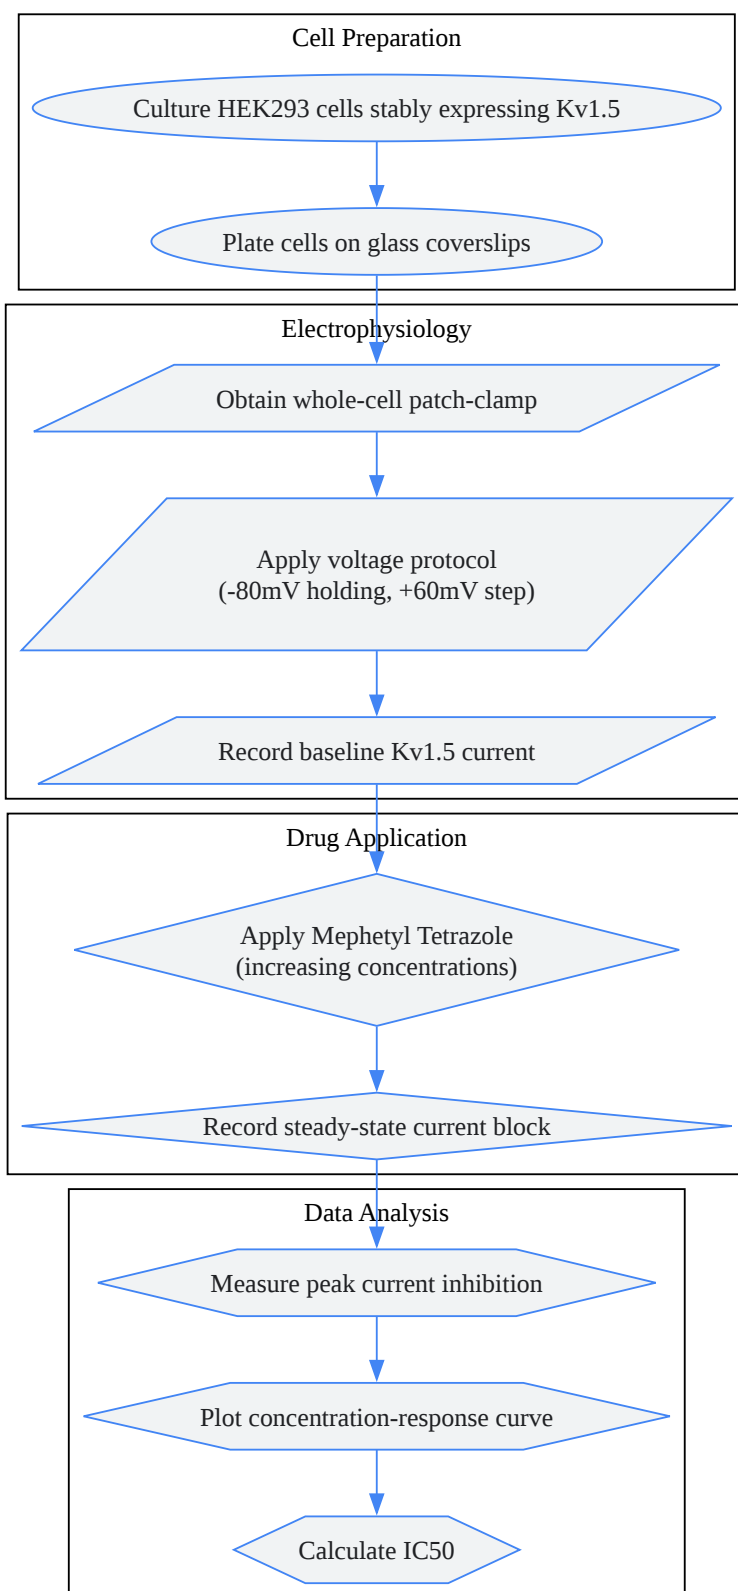 Cell Preparation
Culture HEK293 cells stably expressing Kv1.5
Plate cells on glass coverslips
Electrophysiology
Obtain whole-cell patch-clamp
Apply voltage protocol
(-80mV holding, +60mV step)
Record baseline Kv1.5 current
Drug Application
Apply Mephetyl Tetrazole
(increasing concentrations)
Record steady-state current block
Data Analysis
Measure peak current inhibition
Plot concentration-response curve
Calculate IC50